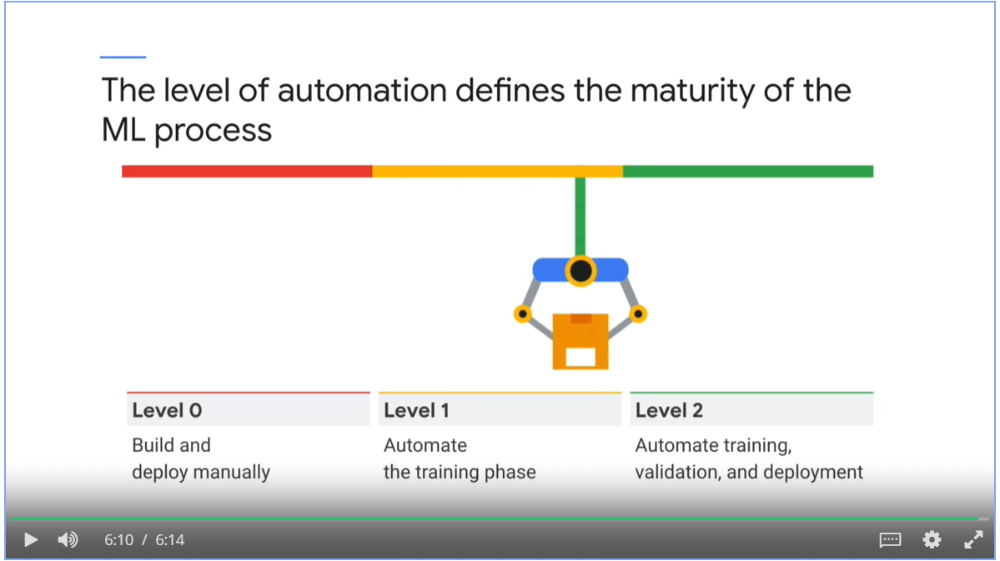 The level of automation defines the maturity of the
ML process
Level 0
Level 1
Level 2
Build and
deploy manually
Automate
the training phase
Automate training,
validation, and deployment
6:10 / 6:14